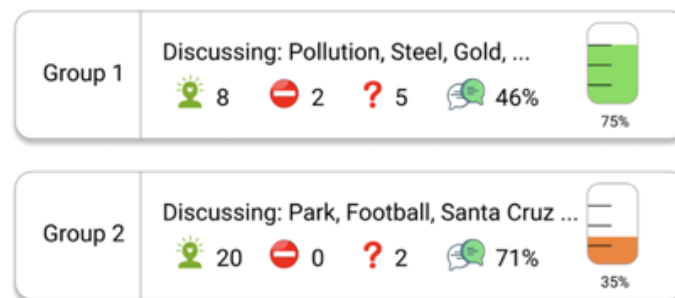 Group 1
Discussing: Pollution, Steel, Gold, ...
8 2 ? 5 46%
75%
Group 2
Discussing: Park, Football, Santa Cruz ...
20 0 ? 2 71%
35%